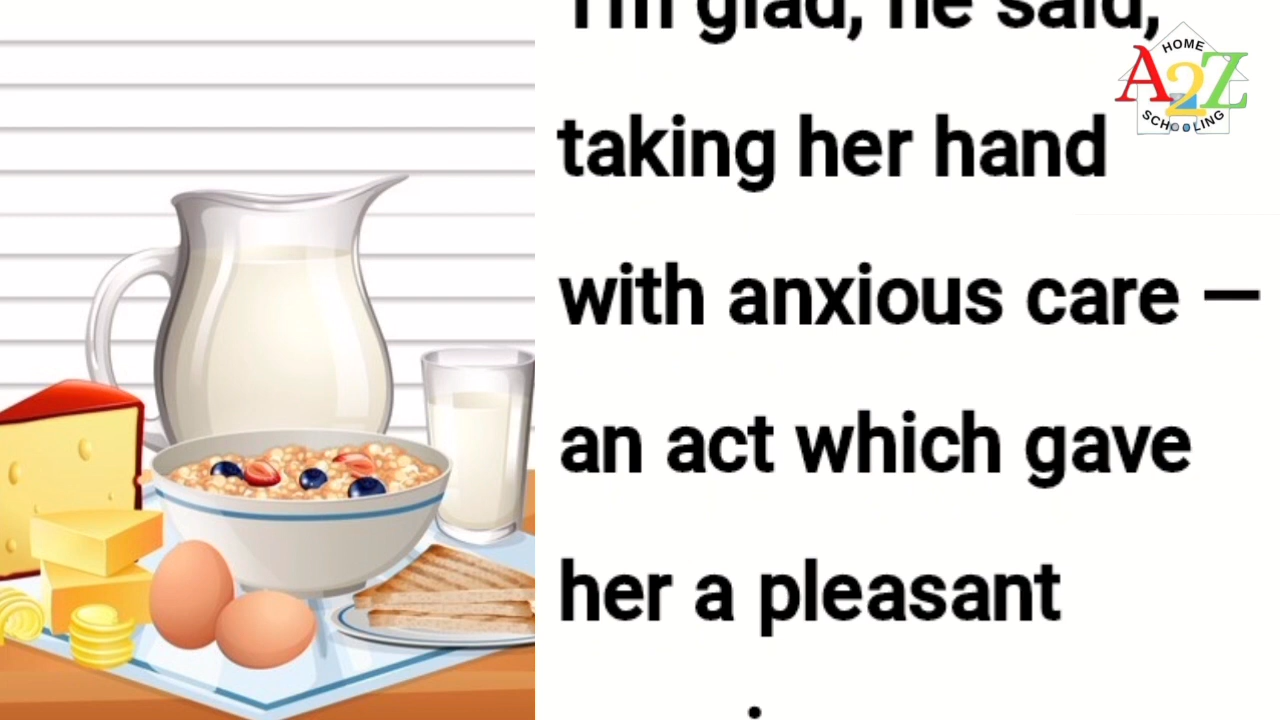 I'm glad, he said,
taking her hand
with anxious care –
an act which gave
her a pleasant
HOME
A2Z
SCHOOLING